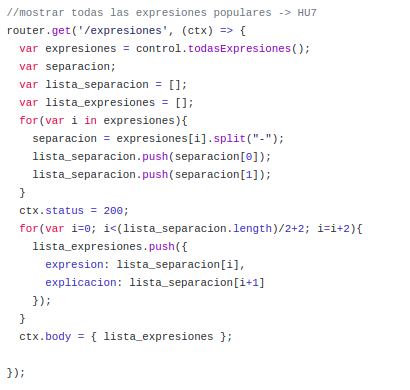 //mostrar todas las expresiones populares -> HU7
router.get('/expresiones', (ctx) => {
  var expresiones = control.todasExpresiones();
  var separacion;
  var lista_separacion = [];
  var lista_expresiones = [];
  for(var i in expresiones){
    separacion = expresiones[i].split("-");
    lista_separacion.push(separacion[0]);
    lista_separacion.push(separacion[1]);
  }
  ctx.status = 200;
  for(var i=0; i<(lista_separacion.length)/2+2; i=i+2){
    lista_expresiones.push({
      expresion: lista_separacion[i],
      explicacion: lista_separacion[i+1]
    });
  }
  ctx.body = { lista_expresiones };

});